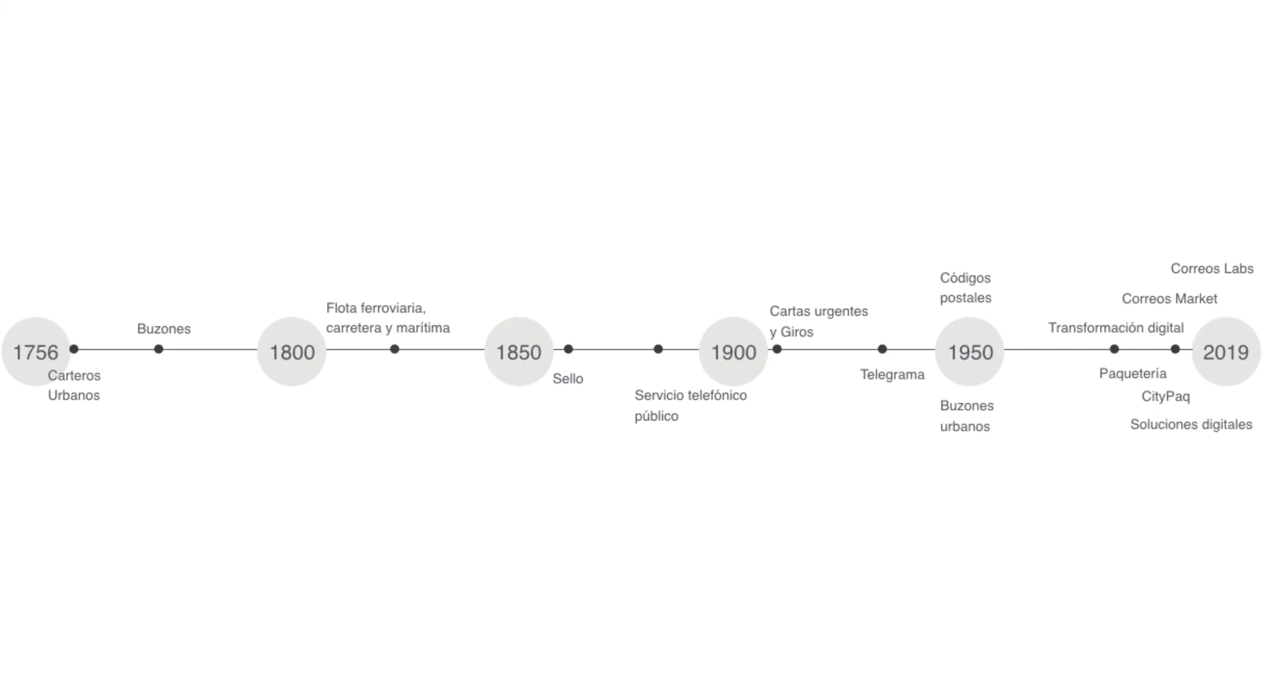 1756
Carteros
Urbanos
Buzones
1800
Flota ferroviaria,
carretera y marítima
1850
Sello
Servicio telefónico
público
1900
Cartas urgentes
y Giros
Telegrama
Códigos
postales
1950
Buzones
urbanos
Correos Labs
Correos Market
Transformación digital
2019
Paquetería
CityPaq
Soluciones digitales